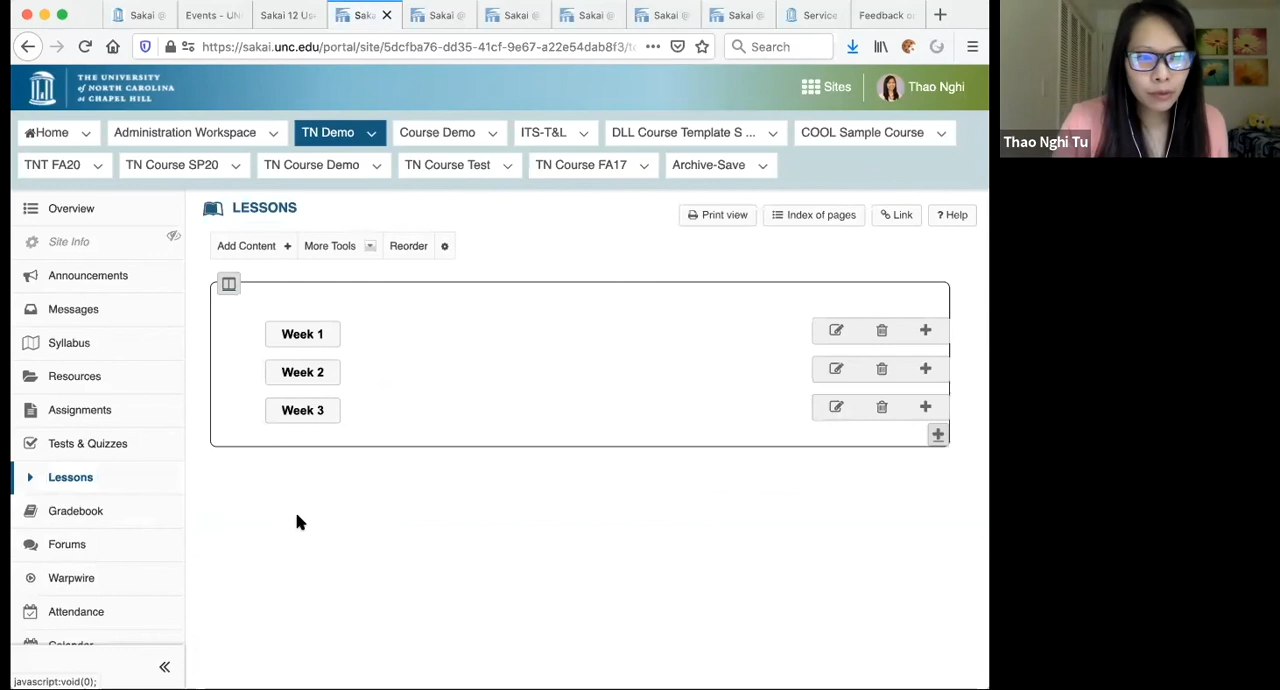 Sakai @
Events - UN
Sakai 12 Us
Saka
Sakai @
Sakai @
Sakai @
Sakai @
Sakai @
Service
Feedback o
https://sakai.unc.edu/portal/site/5dcfba76-dd35-41cf-9e67-a22e54dab8f3/to
Search
THE UNIVERSITY
of NORTH CAROLINA
at CHAPEL HILL
Sites
Thao Nghi
Home
Administration Workspace
TN Demo
Course Demo
ITS-T&L
DLL Course Template S ...
COOL Sample Course
TNT FA20
TN Course SP20
TN Course Demo
TN Course Test
TN Course FA17
Archive-Save
Overview
Site Info
Announcements
Messages
Syllabus
Resources
Assignments
Tests & Quizzes
Lessons
Gradebook
Forums
Warpwire
Attendance
Calendar
javascript:void(0);
LESSONS
Print view
Index of pages
Link
? Help
Add Content +
More Tools
Reorder
Week 1
Week 2
Week 3
Thao Nghi Tu